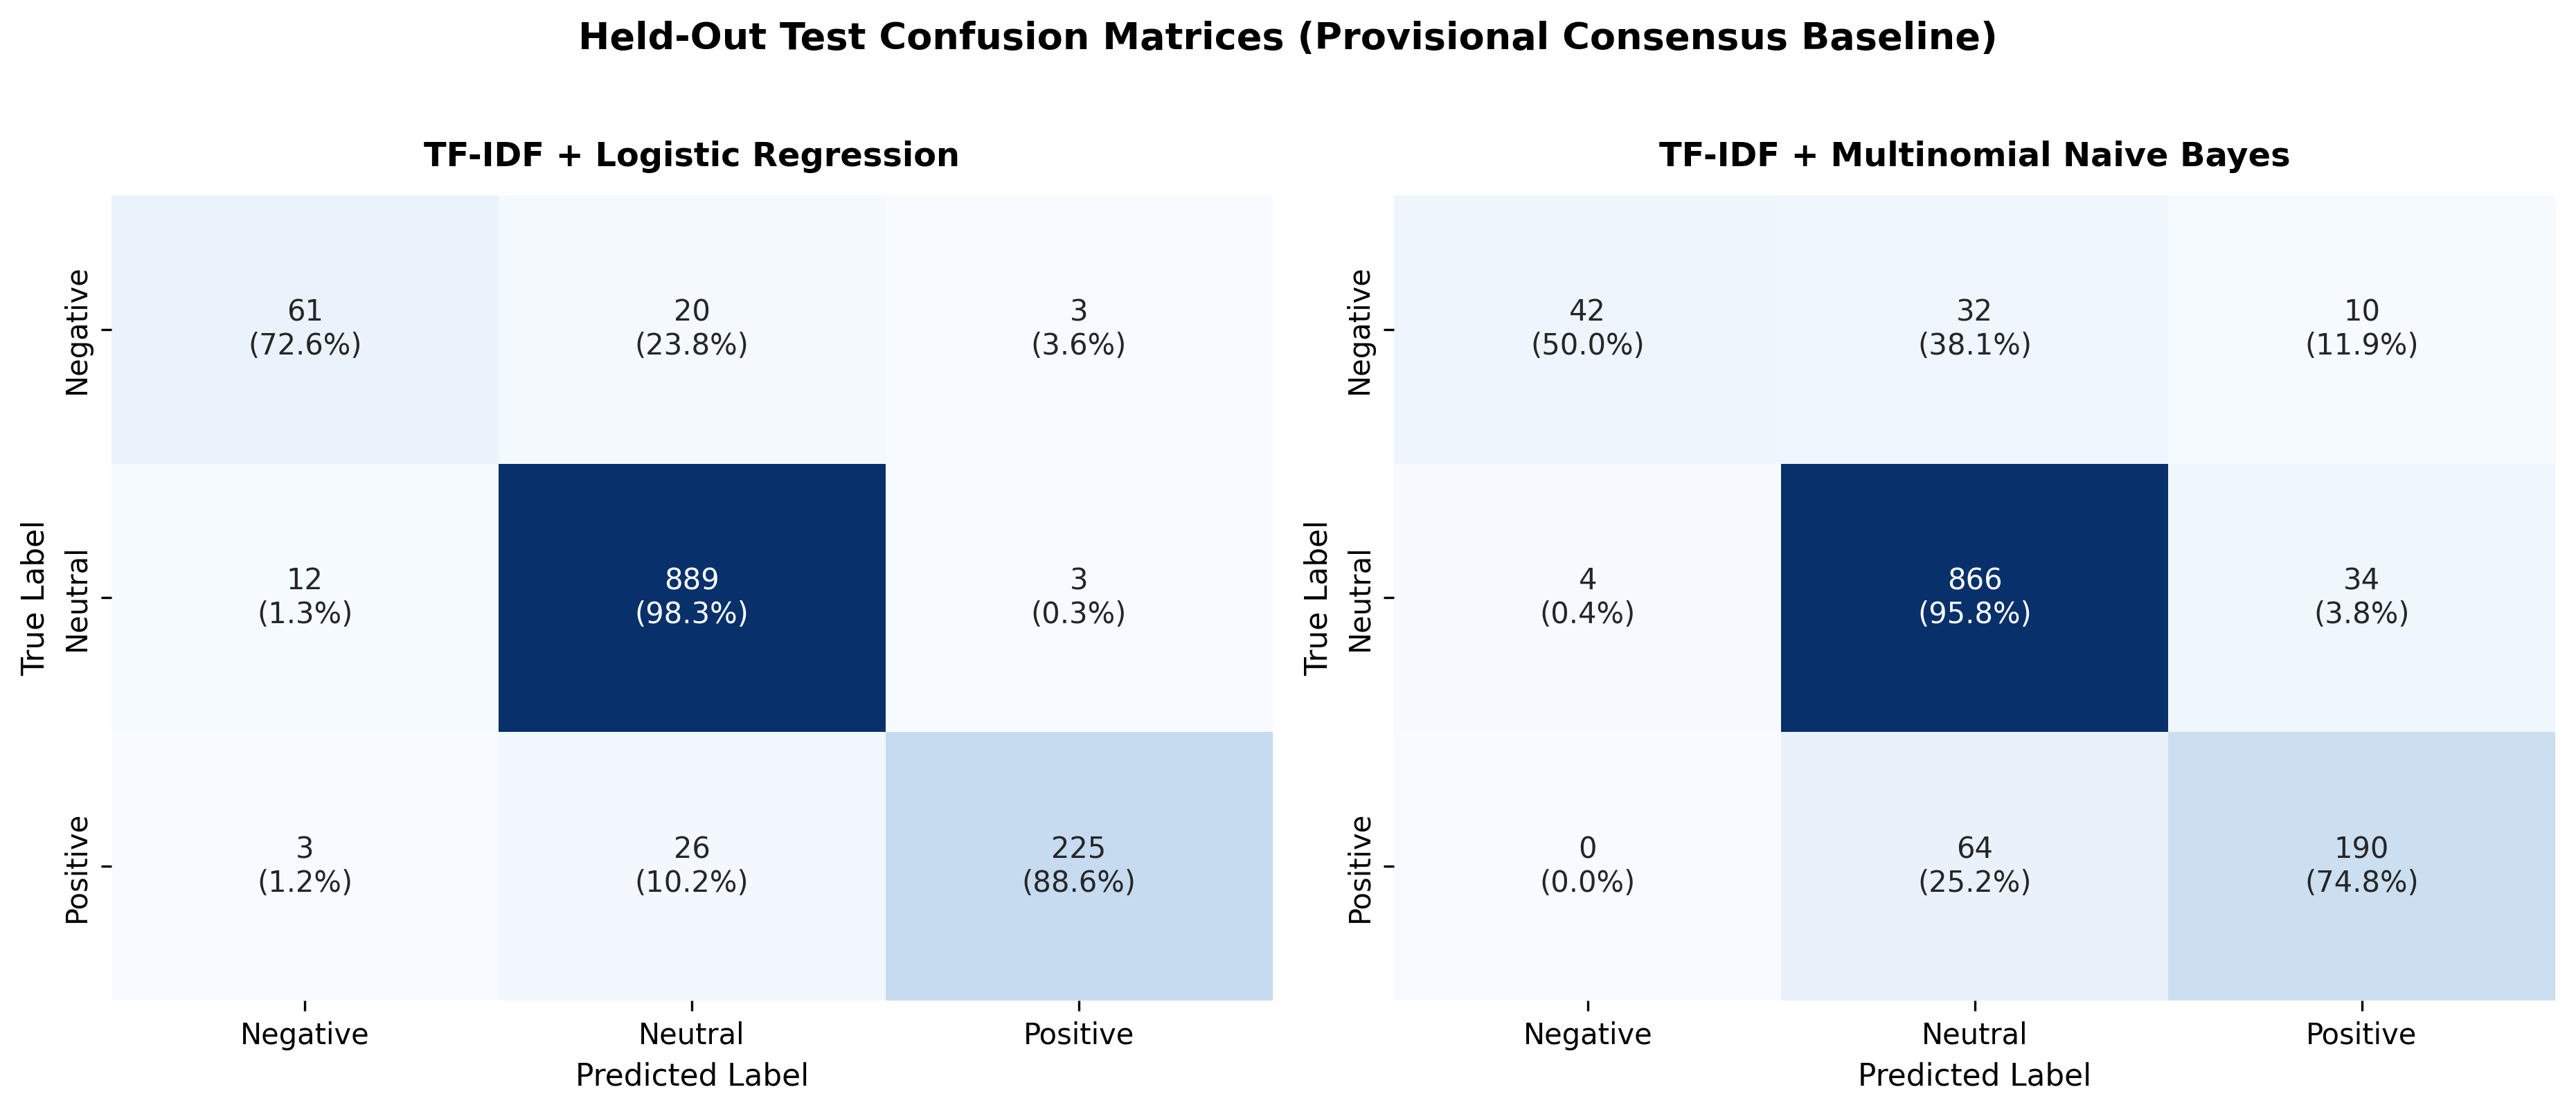 Held-Out Test Confusion Matrices (Provisional Consensus Baseline)
TF-IDF + Logistic Regression
True Label
Negative
61
(72.6%)
20
(23.8%)
3
(3.6%)
Neutral
12
(1.3%)
889
(98.3%)
3
(0.3%)
Positive
3
(1.2%)
26
(10.2%)
225
(88.6%)
Negative
Neutral
Positive
Predicted Label
TF-IDF + Multinomial Naive Bayes
True Label
Negative
42
(50.0%)
32
(38.1%)
10
(11.9%)
Neutral
4
(0.4%)
866
(95.8%)
34
(3.8%)
Positive
0
(0.0%)
64
(25.2%)
190
(74.8%)
Negative
Neutral
Positive
Predicted Label